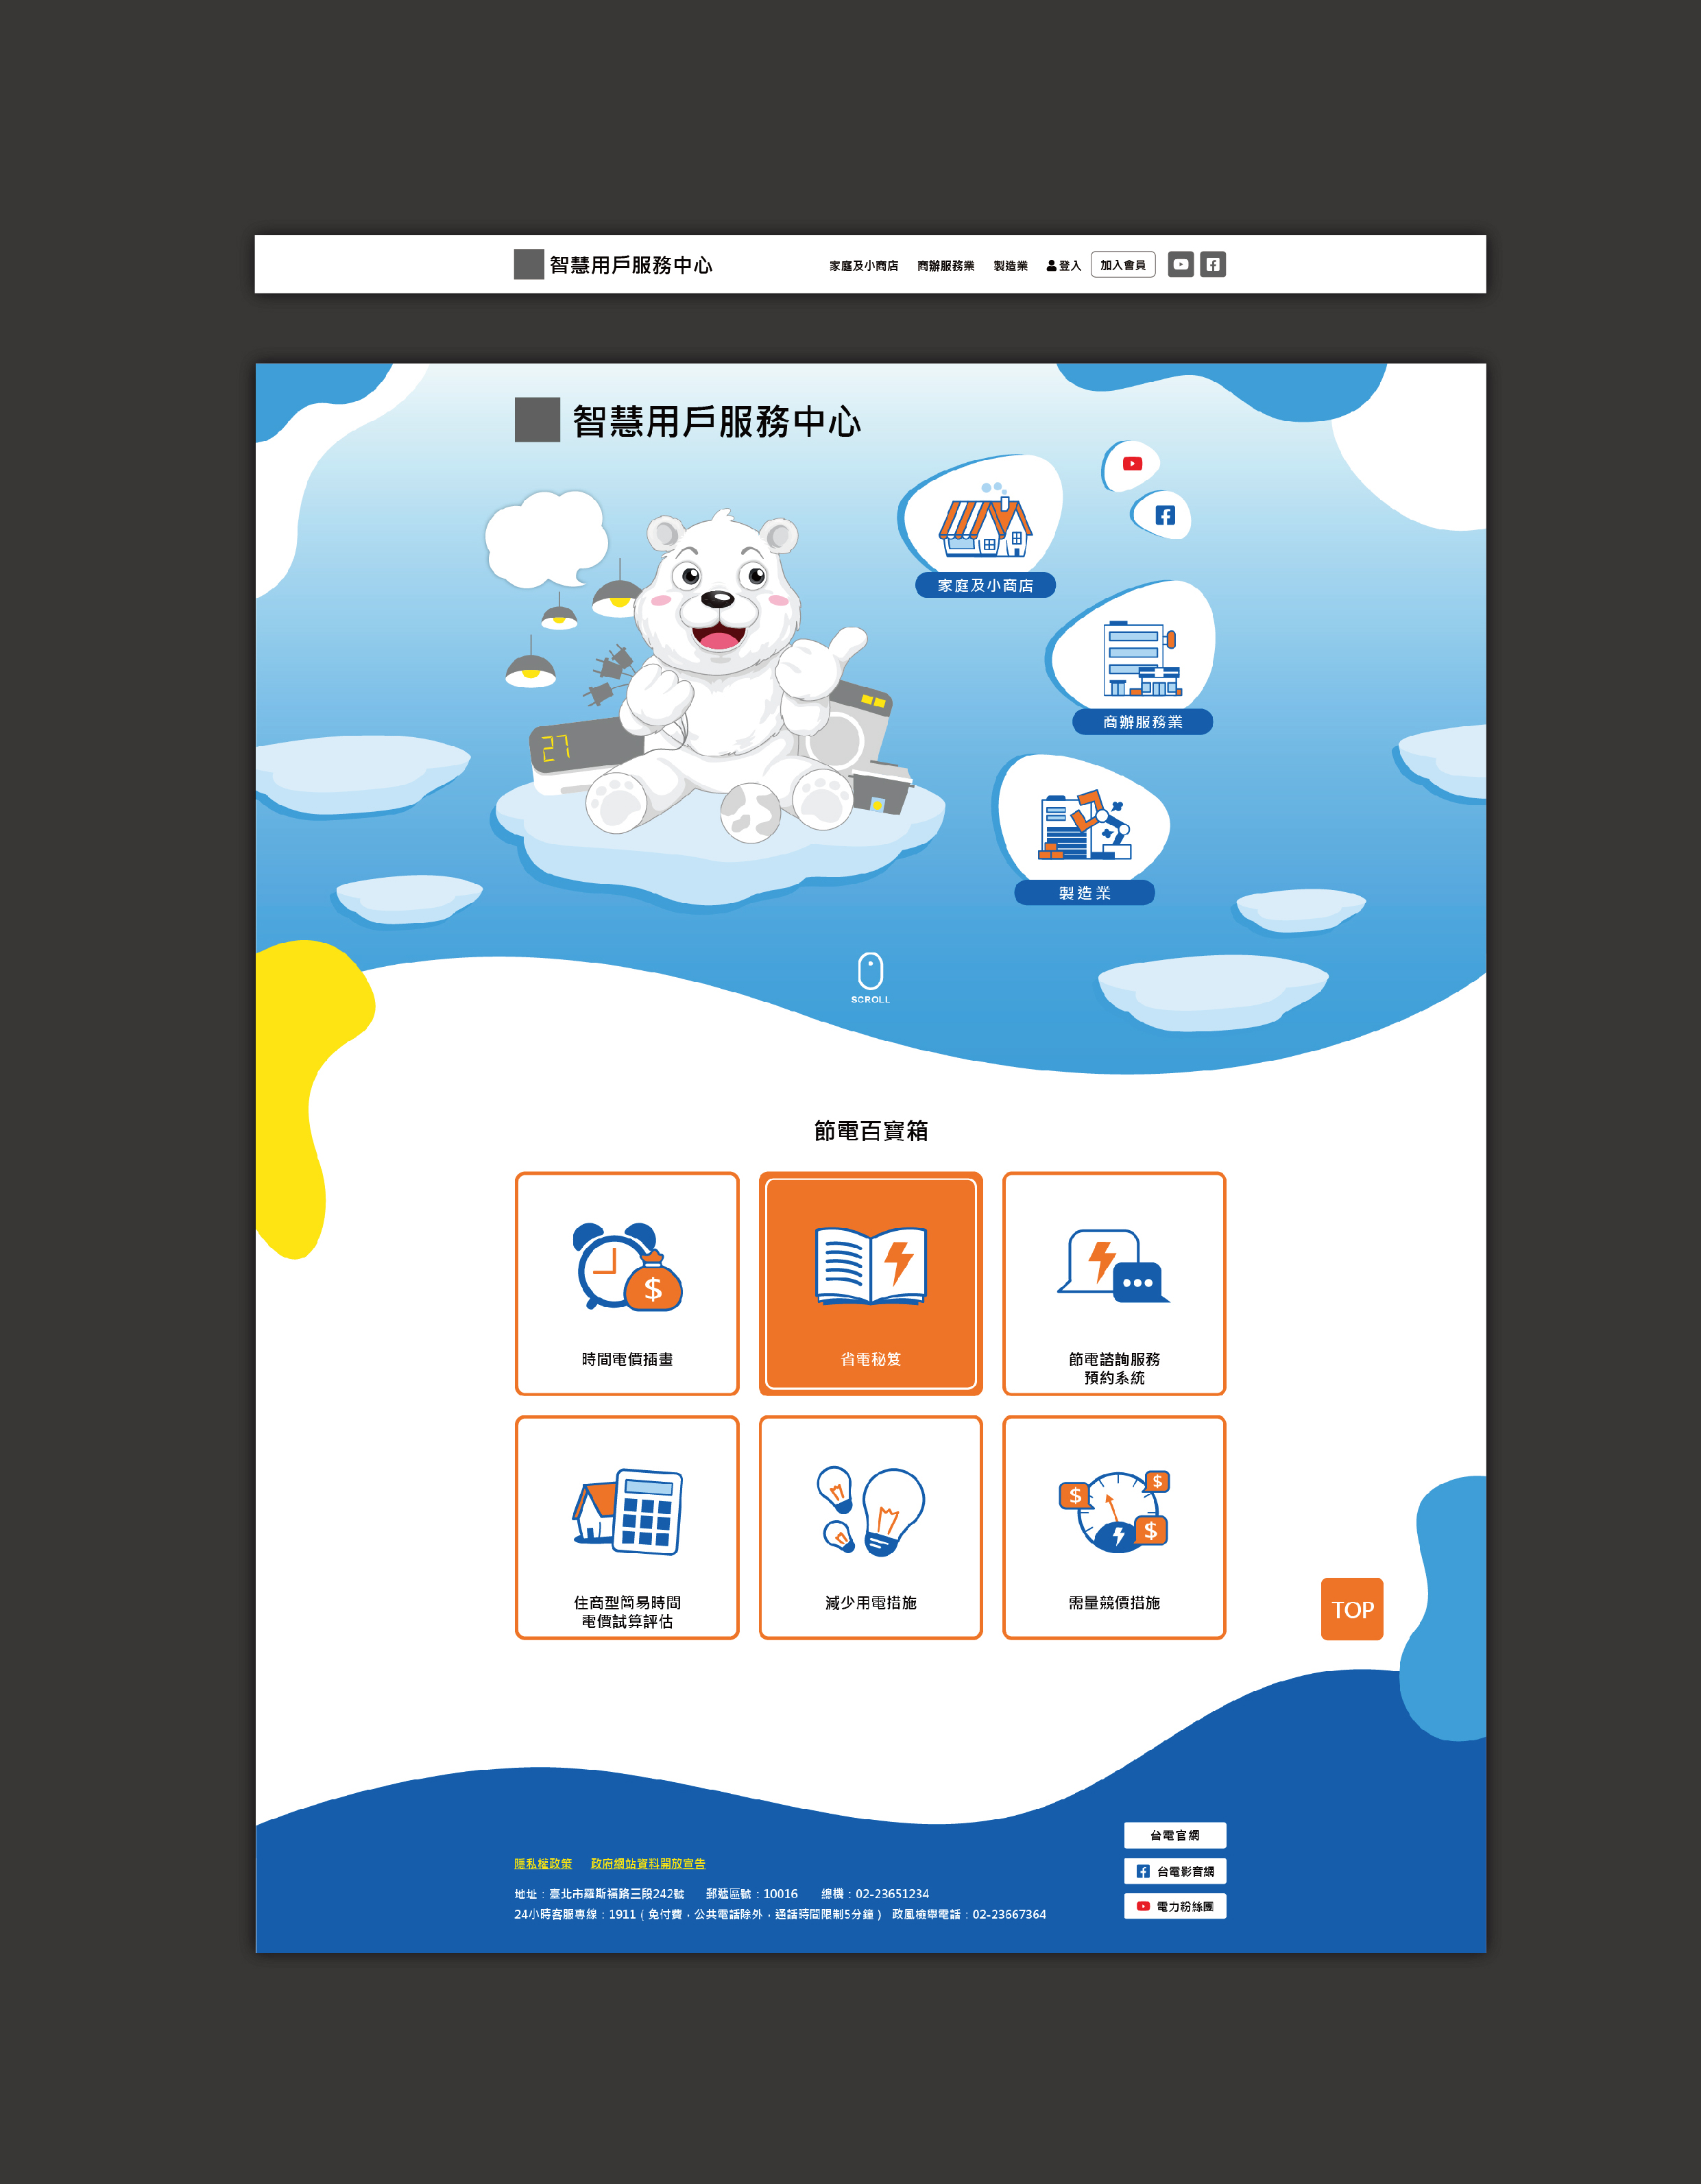 智慧用戶服務中心
家庭及小商店 商辦服務業 製造業 登入 加入會員
智慧用戶服務中心
家庭及小商店
商辦服務業
27
製造業
SCROLL
節電百寶箱
時間電價插畫
省電秘笈
節電諮詢服務
預約系統
住商型簡易時間
電價試算評估
減少用電措施
需量競價措施
TOP
台電官網
隱私權政策 政府網站資料開放宣告
台電影音網
地址：臺北市羅斯福路三段242號 郵遞區號：10016 總機：02-23651234
電力粉絲團
24小時客服專線：1911（免付費，公共電話除外，通話時間限制5分鐘） 政風檢舉電話：02-23667364